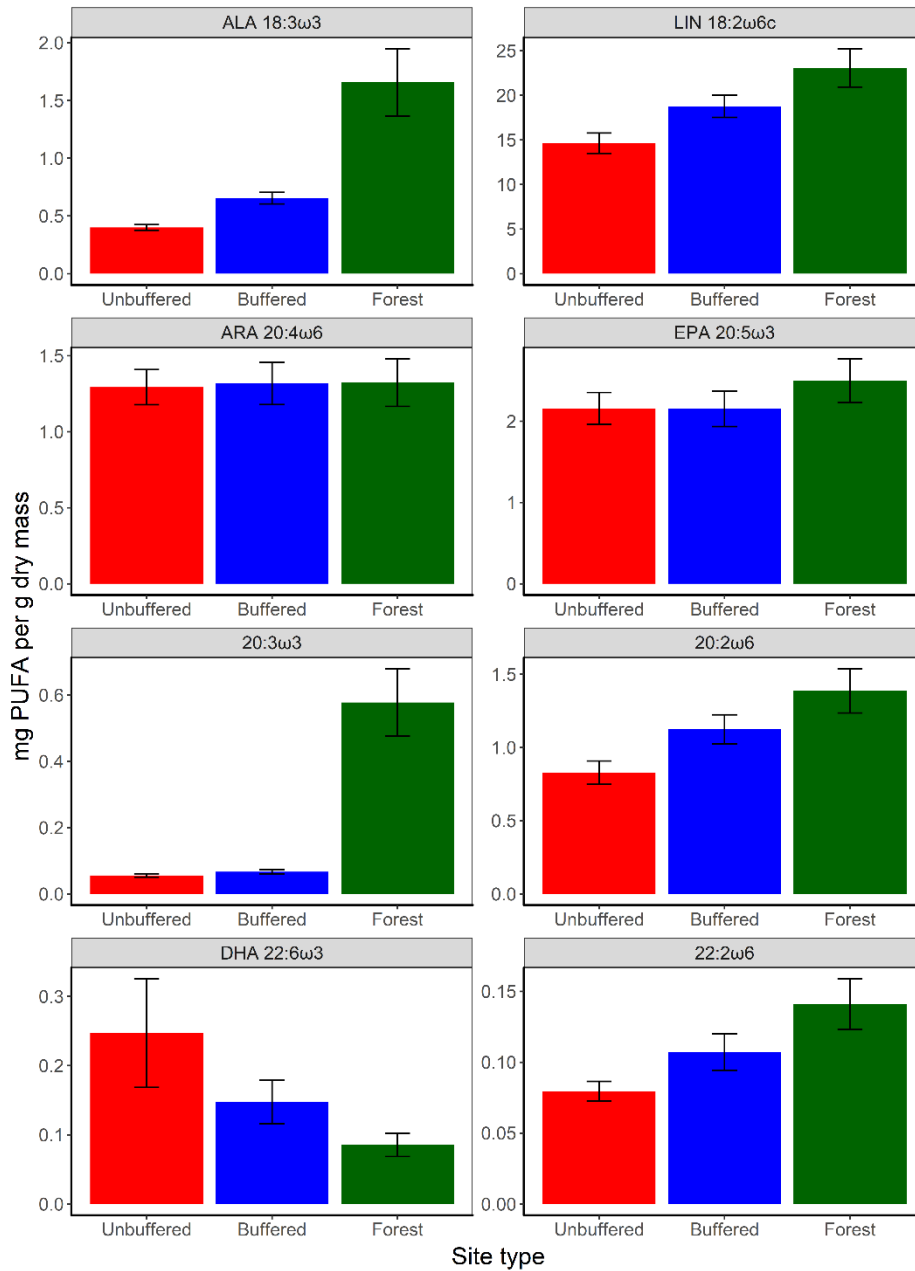 ALA 18:3ω3
2.0
1.5
1.0
0.5
0.0
Unbuffered Buffered Forest
LIN 18:2ω6c
25
20
15
10
5
0
Unbuffered Buffered Forest
ARA 20:4ω6
1.5
1.0
0.5
0.0
Unbuffered Buffered Forest
EPA 20:5ω3
2
1
0
Unbuffered Buffered Forest
mg PUFA per g dry mass
20:3ω3
0.6
0.4
0.2
0.0
Unbuffered Buffered Forest
20:2ω6
1.5
1.0
0.5
0.0
Unbuffered Buffered Forest
DHA 22:6ω3
0.3
0.2
0.1
0.0
Unbuffered Buffered Forest
22:2ω6
0.15
0.10
0.05
0.00
Unbuffered Buffered Forest
Site type